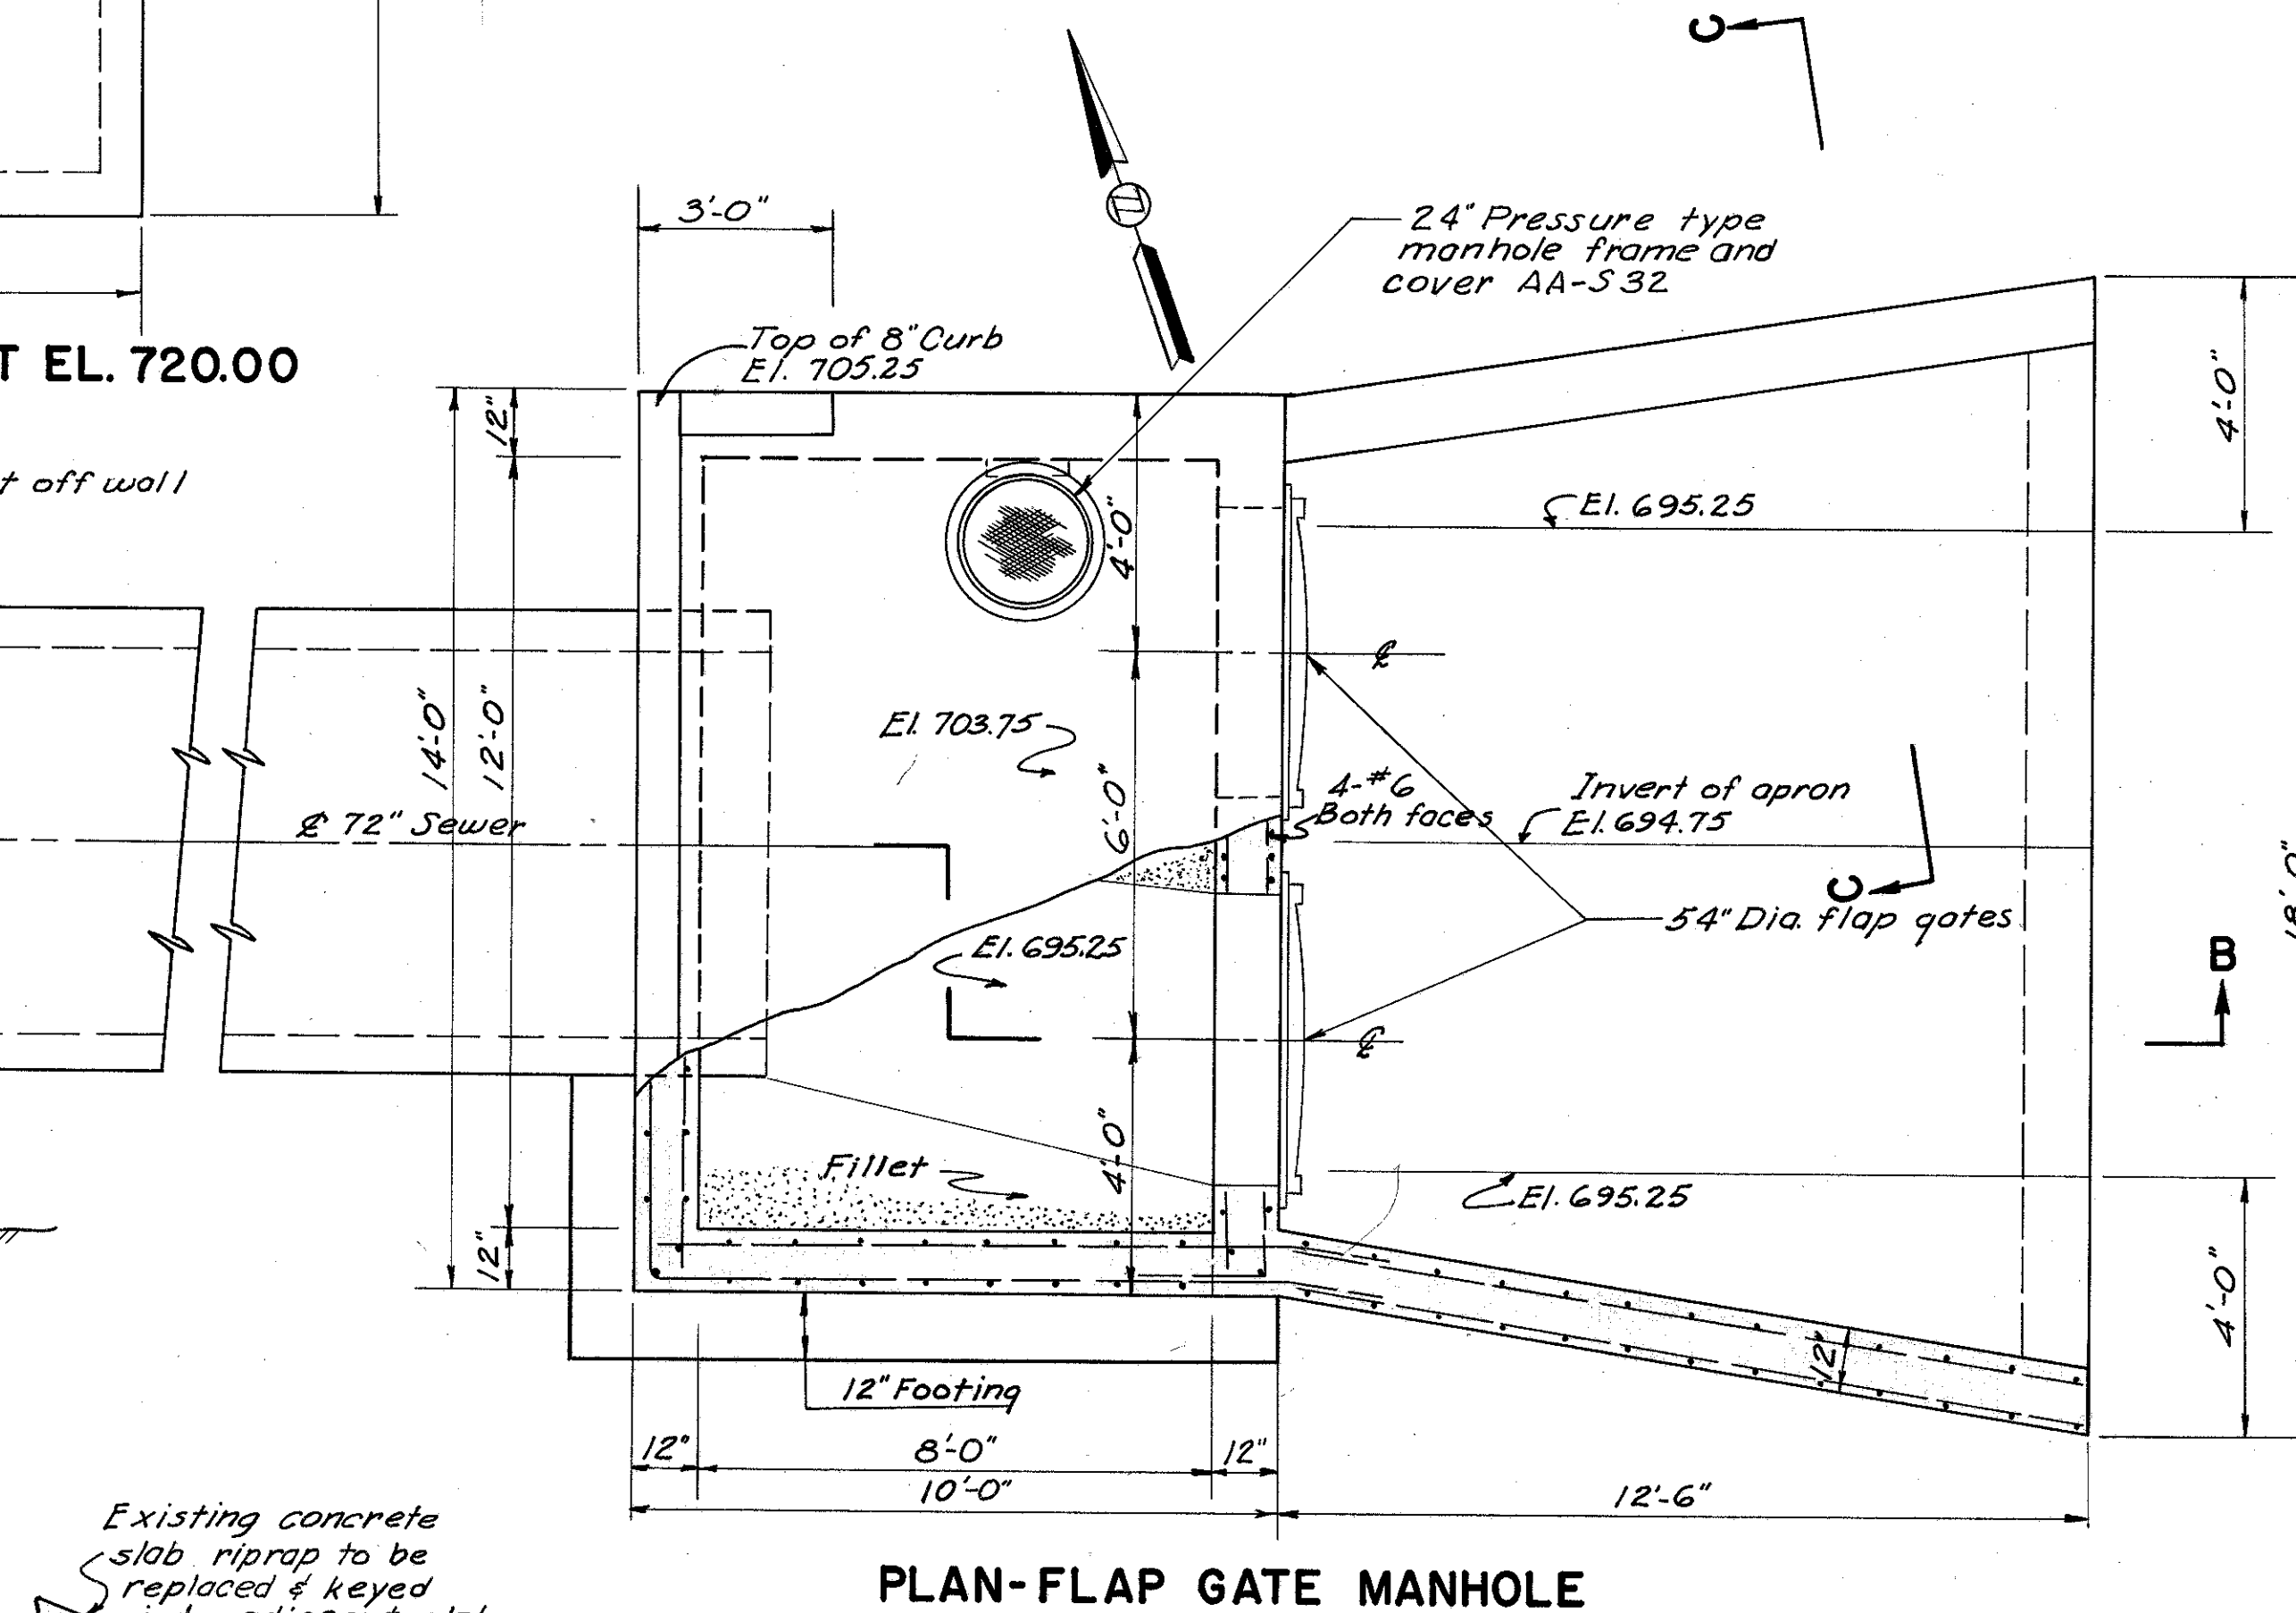 C
3'-0"
24" Pressure type
manhole frame and
cover AA-S32
Top of 8" Curb
El. 705.25
T EL. 720.00
12"
4'-0"
t off wall
4'-0"
El. 695.25
℄
El. 703.75
14'-0"
12'-0"
6'-0"
4-#6
Both faces
Invert of apron
El. 694.75
℄ 72" Sewer
C
18'-0"
54" Dia. flap gates
El. 695.25
B
℄
4'-0"
Fillet
El. 695.25
12"
4'-0"
12"
12" Footing
12"
8'-0"
12"
10'-0"
12'-6"
Existing concrete
slab riprap to be
replaced & keyed
PLAN-FLAP GATE MANHOLE